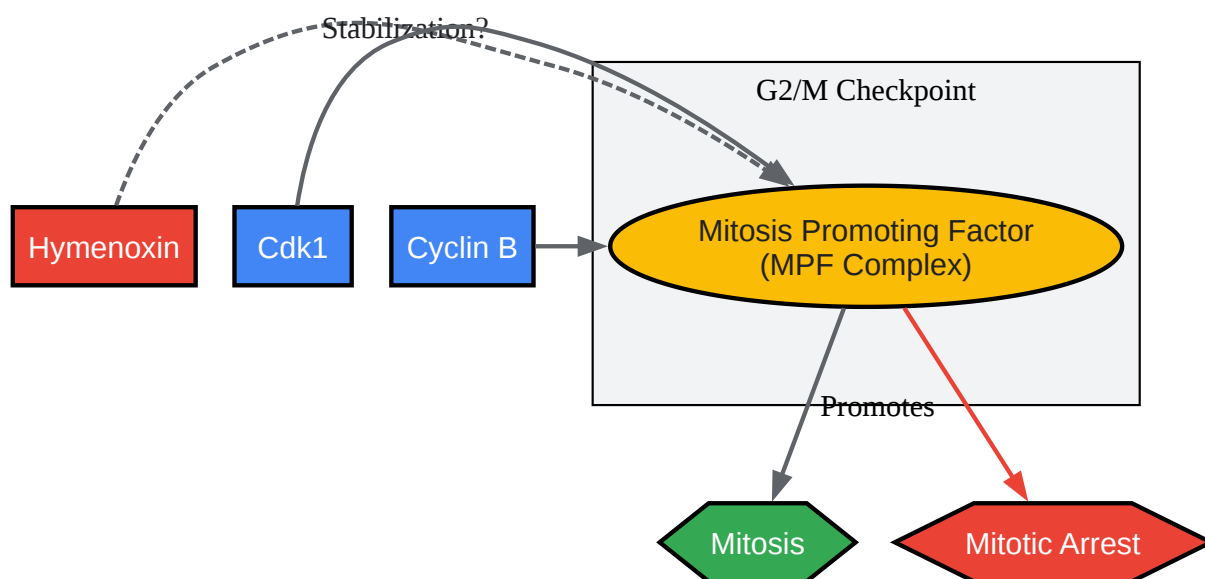 Stabilization?
G2/M Checkpoint
Hymenoxin
Cdk1
Cyclin B
Mitosis Promoting Factor
(MPF Complex)
Promotes
Mitosis
Mitotic Arrest